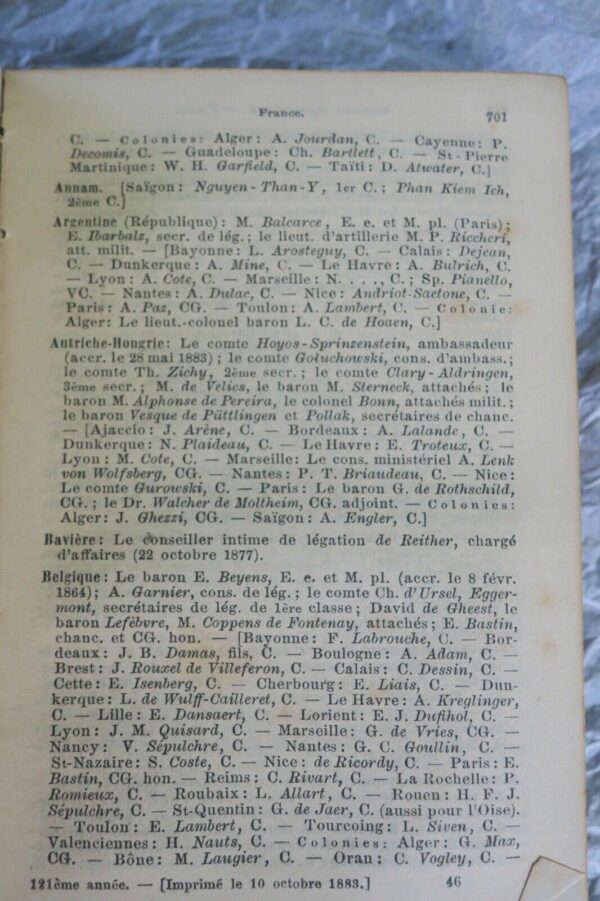 France. 701
C. — Colonies: Alger: A. Jourdan, C. — Cayenne: P.
Decomis, C. — Guadeloupe: Ch. Bartlett, C. — St-Pierre
Martinique: W. H. Garfield, C. — Taïti: D. Atwater, C.]
Annam. [Saïgon: Nguyen-Than-Y, 1er C.; Phan Kiem Ich,
2ème C.]
Argentine (République): M. Balcarce, E. e. et M. pl. (Paris);
E. Ibarbalz, secr. de lég.; le lieut. d'artillerie M. P. Riccheri,
att. milit. — [Bayonne: L. Arosteguy, C. — Calais: Dejean,
C. — Dunkerque: A. Mine, C. — Le Havre: A. Bulrich, C.
— Lyon: A. Cote, C. — Marseille: N. . . ., C.; Sp. Pianello,
VC. — Nantes: A. Dulac, C. — Nice: Andriot-Saetone, C. —
Paris: A. Paz, CG. — Toulon: A. Lambert, C. — Colonie:
Alger: Le lieut.-colonel baron L. C. de Hoaen, C.]
Autriche-Hongrie: Le comte Hoyos-Sprinzenstein, ambassadeur
(accr. le 28 mai 1883); le comte Gołuchowski, cons. d'ambass.;
le comte Th. Zichy, 2ème secr.; le comte Clary-Aldringen,
3ème secr.; M. de Velics, le baron M. Sterneck, attachés; le
baron M. Alphonse de Pereira, le colonel Bonn, attachés milit.;
le baron Vesque de Püttlingen et Pollak, secrétaires de chanc.
— [Ajaccio: J. Arène, C. — Bordeaux: A. Lalande, C. —
Dunkerque: N. Plaideau, C. — Le Havre: E. Troteux, C. —
Lyon: M. Cote, C. — Marseille: Le cons. ministériel A. Lenk
von Wolfsberg, CG. — Nantes: P. T. Briaudeau, C. — Nice:
Le comte Gurowski, C. — Paris: Le baron G. de Rothschild,
CG.; le Dr. Walcher de Moltheim, CG. adjoint. — Colonies:
Alger: J. Ghezzi, CG. — Saïgon: A. Engler, C.]
Bavière: Le conseiller intime de légation de Reither, chargé
d'affaires (22 octobre 1877).
Belgique: Le baron E. Beyens, E. e. et M. pl. (accr. le 8 févr.
1864); A. Garnier, cons. de lég.; le comte Ch. d'Ursel, Egger-
mont, secrétaires de lég. de 1ère classe; David de Gheest, le
baron Lefèbvre, M. Coppens de Fontenay, attachés; E. Bastin,
chanc. et CG. hon. — [Bayonne: F. Labrouche, C. — Bor-
deaux: J. B. Damas, fils, C. — Boulogne: A. Adam, C. —
Brest: J. Rouxel de Villeferon, C. — Calais: C. Dessin, C. —
Cette: E. Isenberg, C. — Cherbourg: E. Liais, C. — Dun-
kerque: L. de Wulff-Cailleret, C. — Le Havre: A. Kreglinger,
C. — Lille: E. Dansaert, C. — Lorient: E. J. Dufihol, C. —
Lyon: J. M. Quisard, C. — Marseille: G. de Vries, CG. —
Nancy: V. Sépulchre, C. — Nantes: G. C. Goullin, C. —
St-Nazaire: S. Coste, C. — Nice: de Ricordy, C. — Paris: E.
Bastin, CG. hon. — Reims: C. Rivart, C. — La Rochelle: P.
Romieux, C. — Roubaix: L. Allart, C. — Rouen: H. F. J.
Sépulchre, C. — St-Quentin: G. de Jaer, C. (aussi pour l'Oise).
— Toulon: E. Lambert, C. — Tourcoing: L. Siven, C. —
Valenciennes: H. Nauts, C. — Colonies: Alger: G. Max,
CG. — Bône: M. Laugier, C. — Oran: C. Vogley, C. —
121ème année. — [Imprimé le 10 octobre 1883.] 46